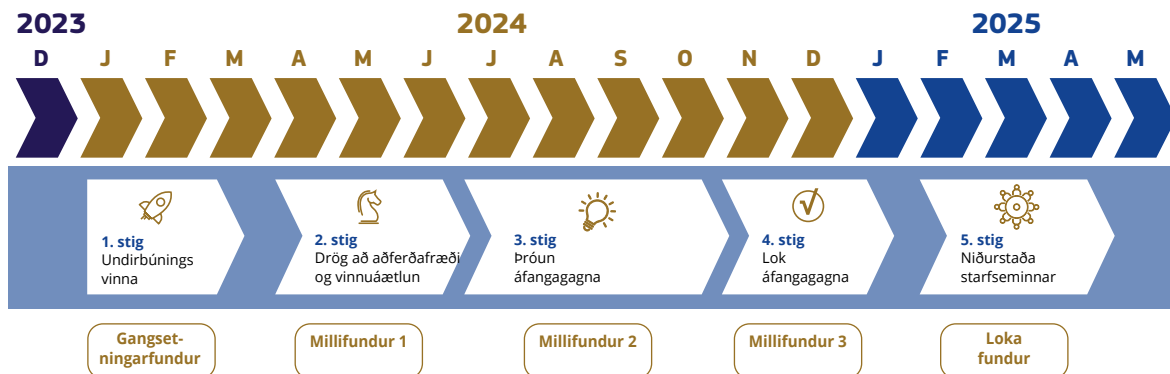 2023 2024 2025
D J F M A M J J A S O N D J F M A M
1. stig
Undirbúnings
vinna
2. stig
Drög að aðferðafræði
og vinnuáætlun
3. stig
Þróun
áfangagagna
4. stig
Lok
áfangagagna
5. stig
Niðurstaða
starfseminnar
Gangset-
ningarfundur
Millifundur 1
Millifundur 2
Millifundur 3
Loka
fundur